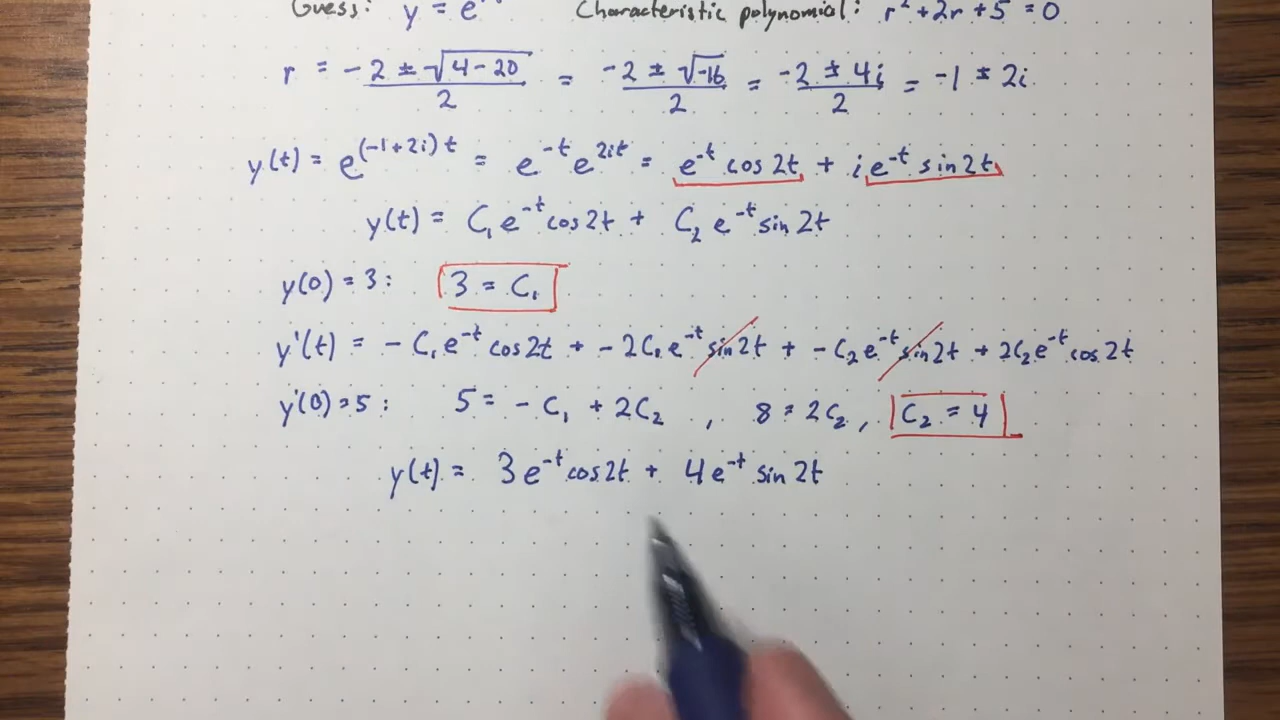 Guess: y = e Characteristic polynomial: r² + 2r + 5 = 0
r = -2 ± √4-20 / 2 = -2 ± √-16 / 2 = -2 ± 4i / 2 = -1 ± 2i
y(t) = e^(-1+2i)t = e^-t e^2it = e^-t cos 2t + i e^-t sin 2t
y(t) = C₁ e^-t cos 2t + C₂ e^-t sin 2t
y(0) = 3: 3 = C₁
y'(t) = - C₁ e^-t cos 2t + - 2C₁ e^-t sin 2t + - C₂ e^-t sin 2t + 2C₂ e^-t cos 2t
y'(0) = 5: 5 = - C₁ + 2C₂ , 8 = 2C₂ , C₂ = 4
y(t) = 3 e^-t cos 2t + 4 e^-t sin 2t